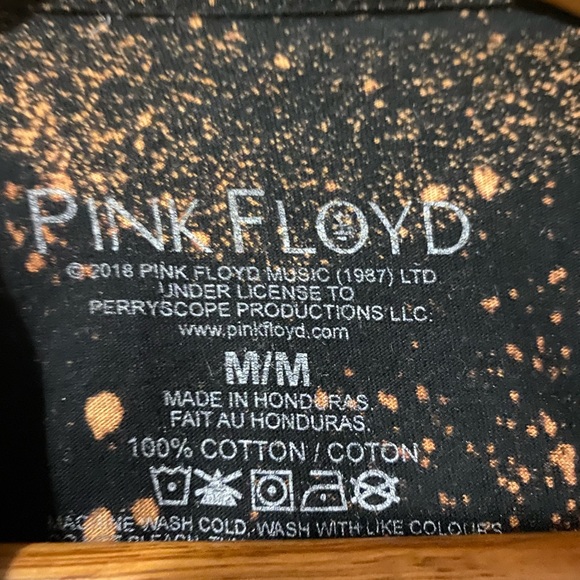 PINK FLOYD
©2018 PINK FLOYD MUSIC (1987) LTD
UNDER LICENSE TO
PERRYSCOPE PRODUCTIONS LLC.
www.pinkfloyd.com
M/M
MADE IN HONDURAS.
FAIT AU HONDURAS.
100% COTTON / COTON
MACHINE WASH COLD, WASH WITH LIKE COLOURS